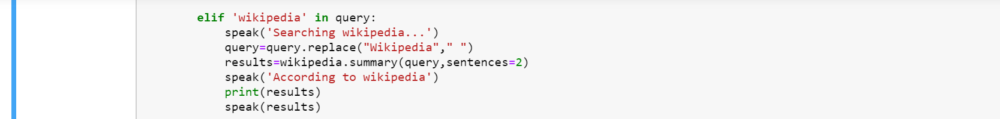 elif 'wikipedia' in query:
    speak('Searching wikipedia...')
    query=query.replace("Wikipedia"," ")
    results=wikipedia.summary(query,sentences=2)
    speak('According to wikipedia')
    print(results)
    speak(results)